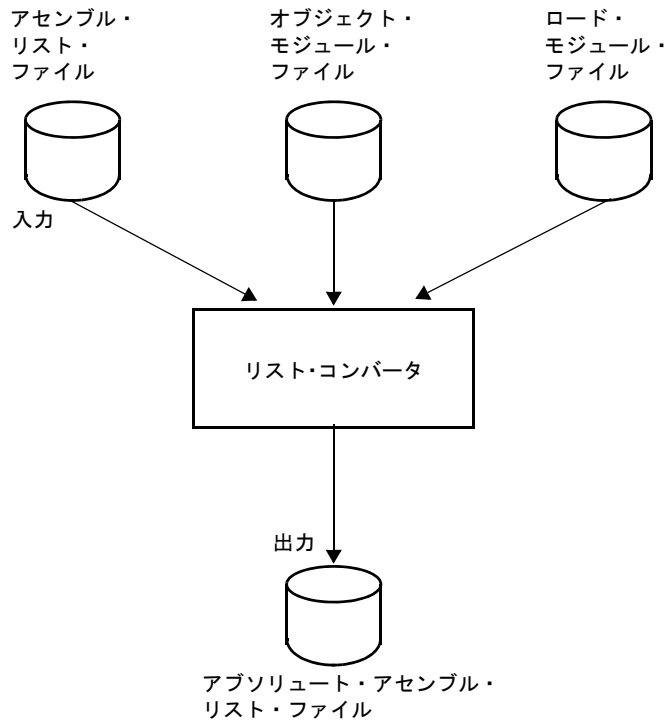 アセンブル・
リスト・
ファイル
オブジェクト・
モジュール・
ファイル
ロード・
モジュール・
ファイル
入力
リスト・コンバータ
出力
アブソリュート・アセンブル・
リスト・ファイル